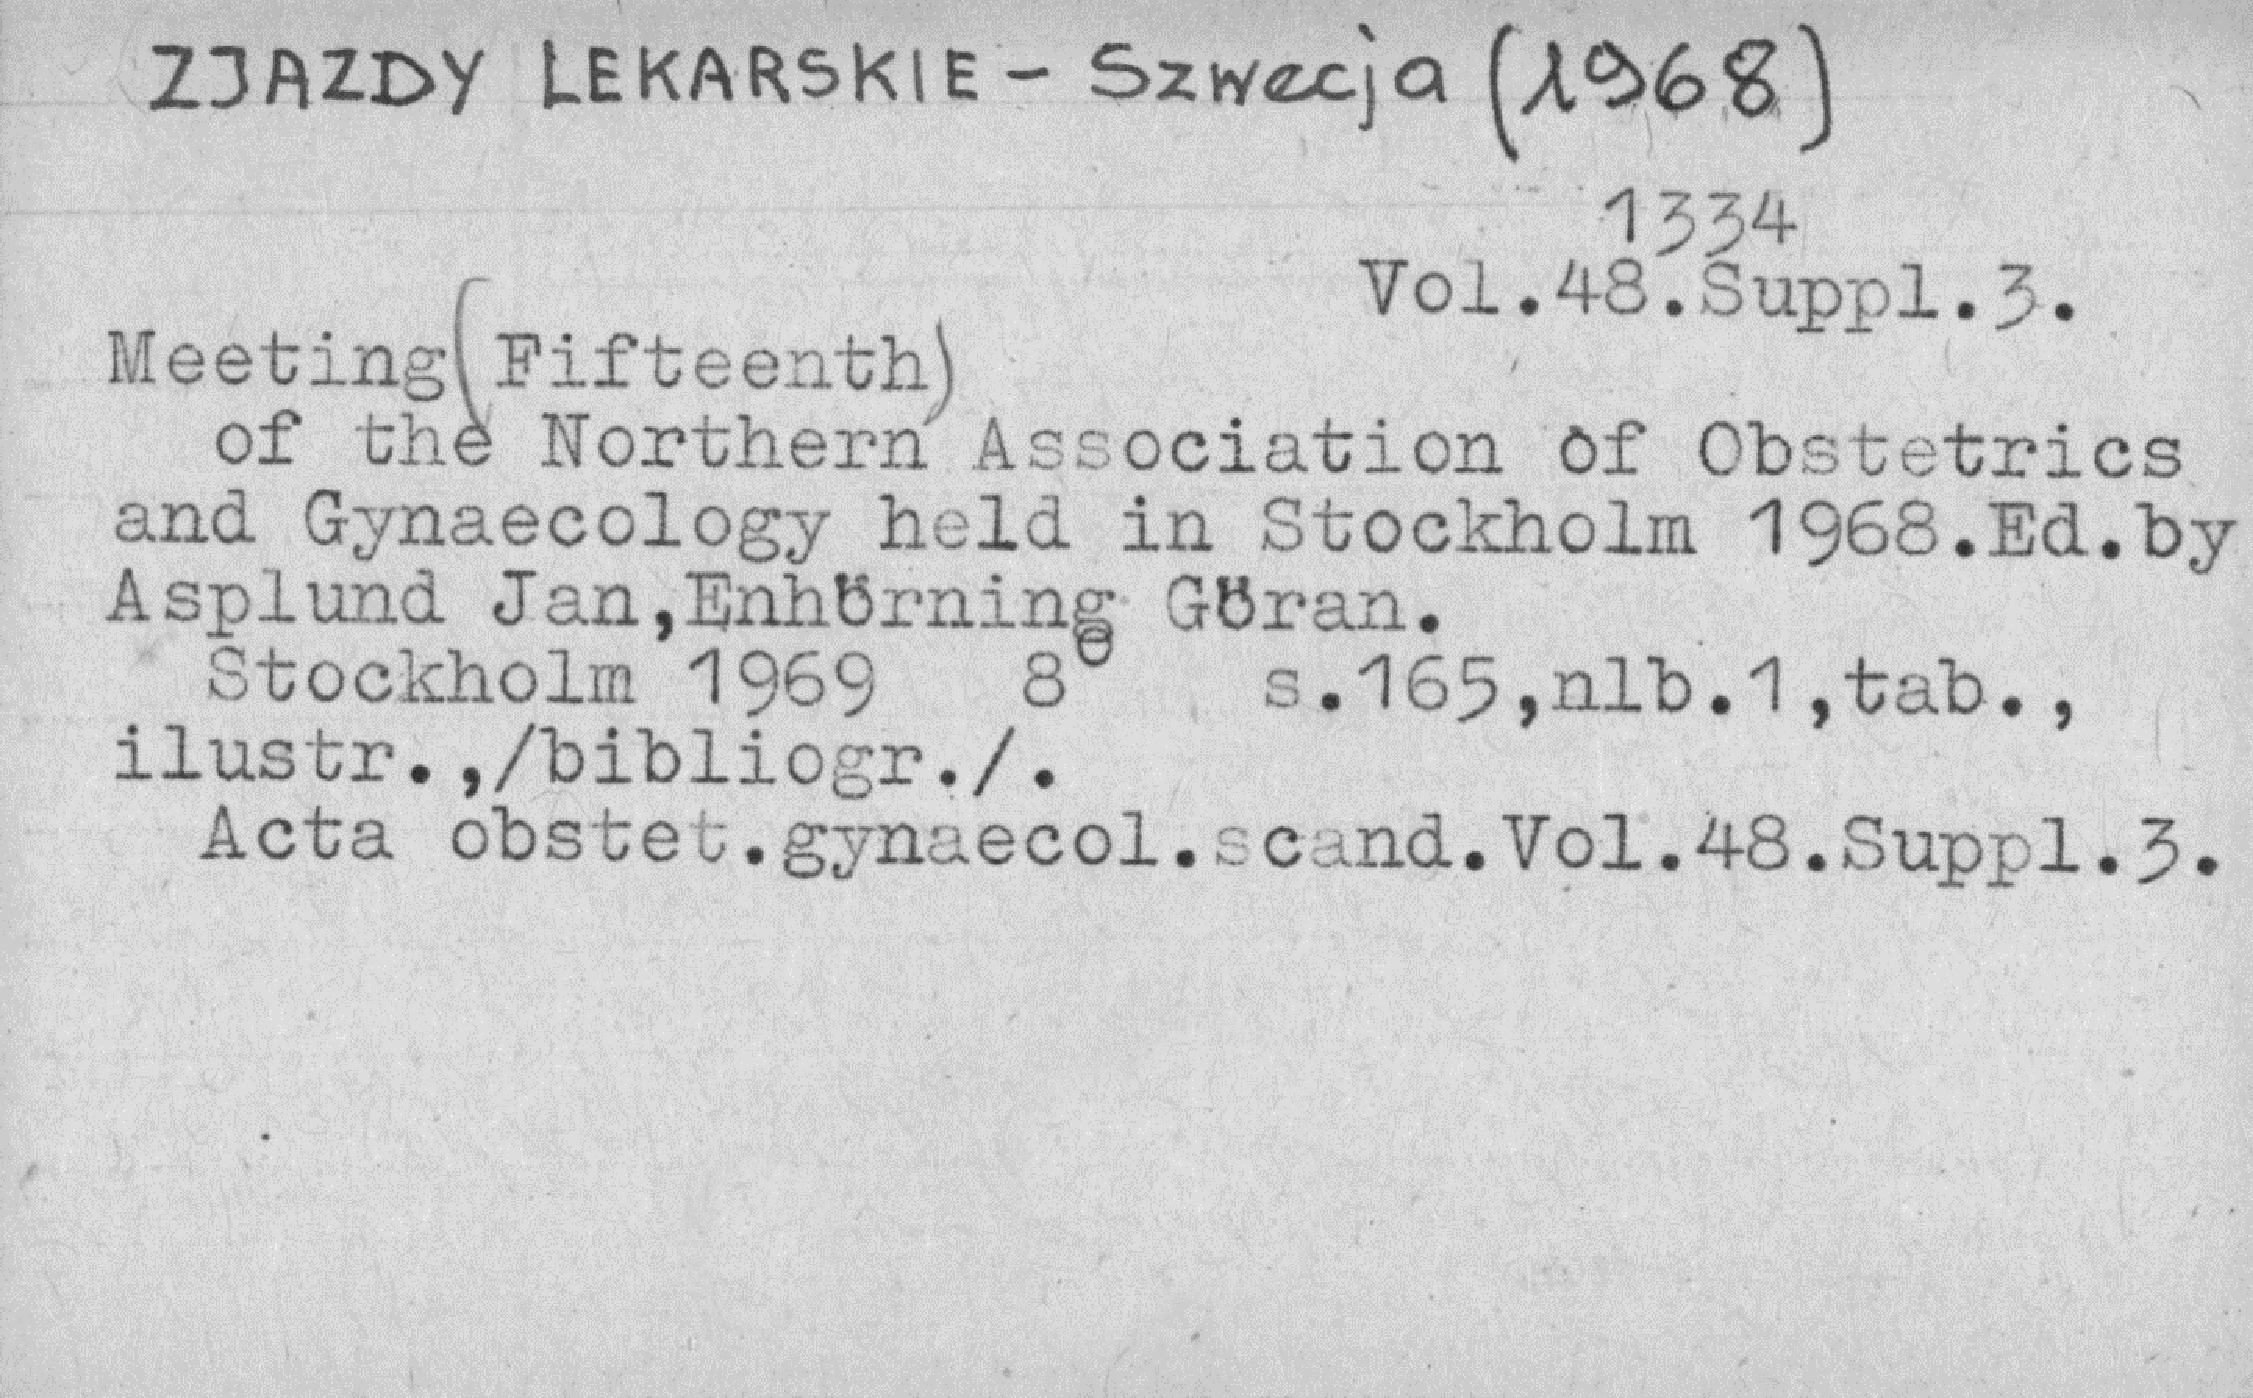 ZJAZDY LEKARSKIE - Szwecja (1968)
1334
Vol.48.Suppl.3.
Meeting (Fifteenth)
of the Northern Association of Obstetrics
and Gynaecology held in Stockholm 1968.Ed.by
Asplund Jan,Enhörning Göran.
Stockholm 1969 8° s.165,nlb.1,tab.,
ilustr.,/bibliogr./.
Acta obstet.gynaecol.scand.Vol.48.Suppl.3.